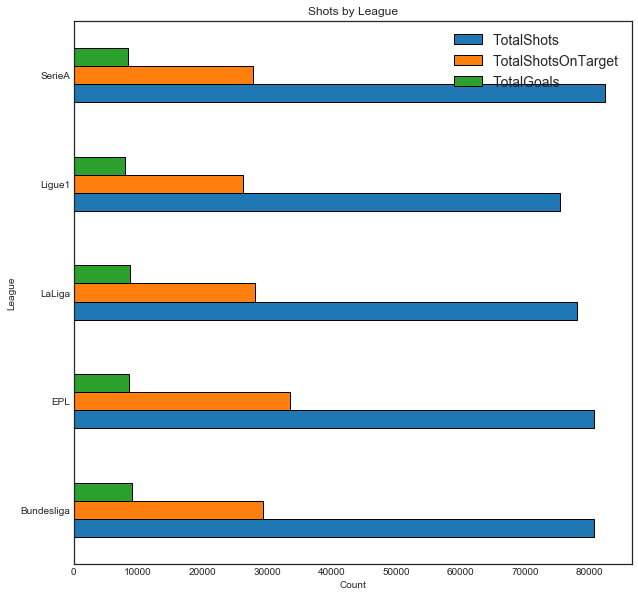 Shots by League
TotalShots
TotalShotsOnTarget
TotalGoals
SerieA
Ligue1
LaLiga
EPL
Bundesliga
League
0 10000 20000 30000 40000 50000 60000 70000 80000
Count